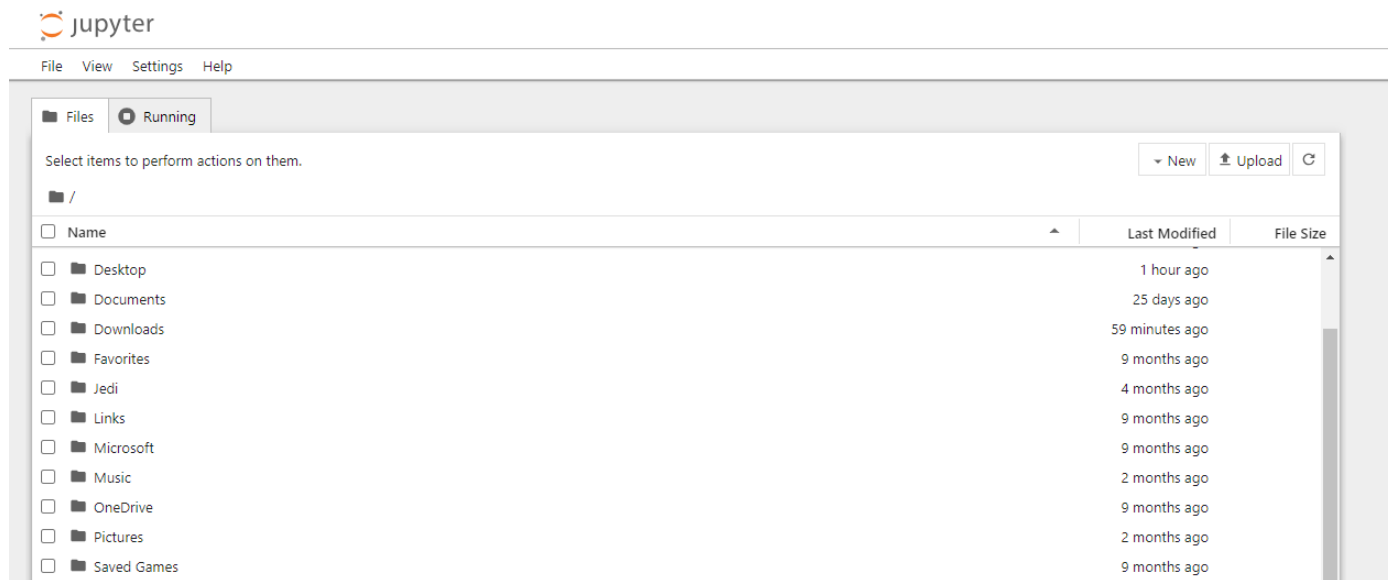 jupyter
File View Settings Help
Files Running
Select items to perform actions on them.
New Upload
/
Name Last Modified File Size
Desktop 1 hour ago
Documents 25 days ago
Downloads 59 minutes ago
Favorites 9 months ago
Jedi 4 months ago
Links 9 months ago
Microsoft 9 months ago
Music 2 months ago
OneDrive 9 months ago
Pictures 2 months ago
Saved Games 9 months ago